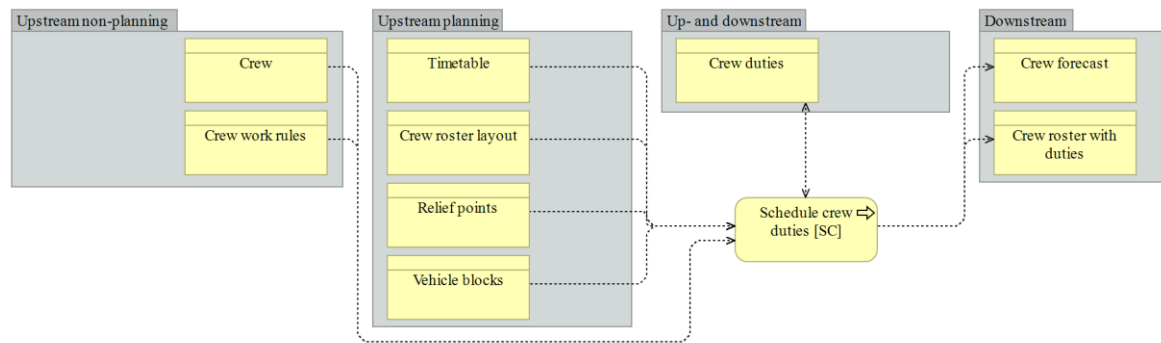 Upstream non-planning
Crew
Crew work rules
Upstream planning
Timetable
Crew roster layout
Relief points
Vehicle blocks
Up- and downstream
Crew duties
Schedule crew
duties [SC]
Downstream
Crew forecast
Crew roster with
duties